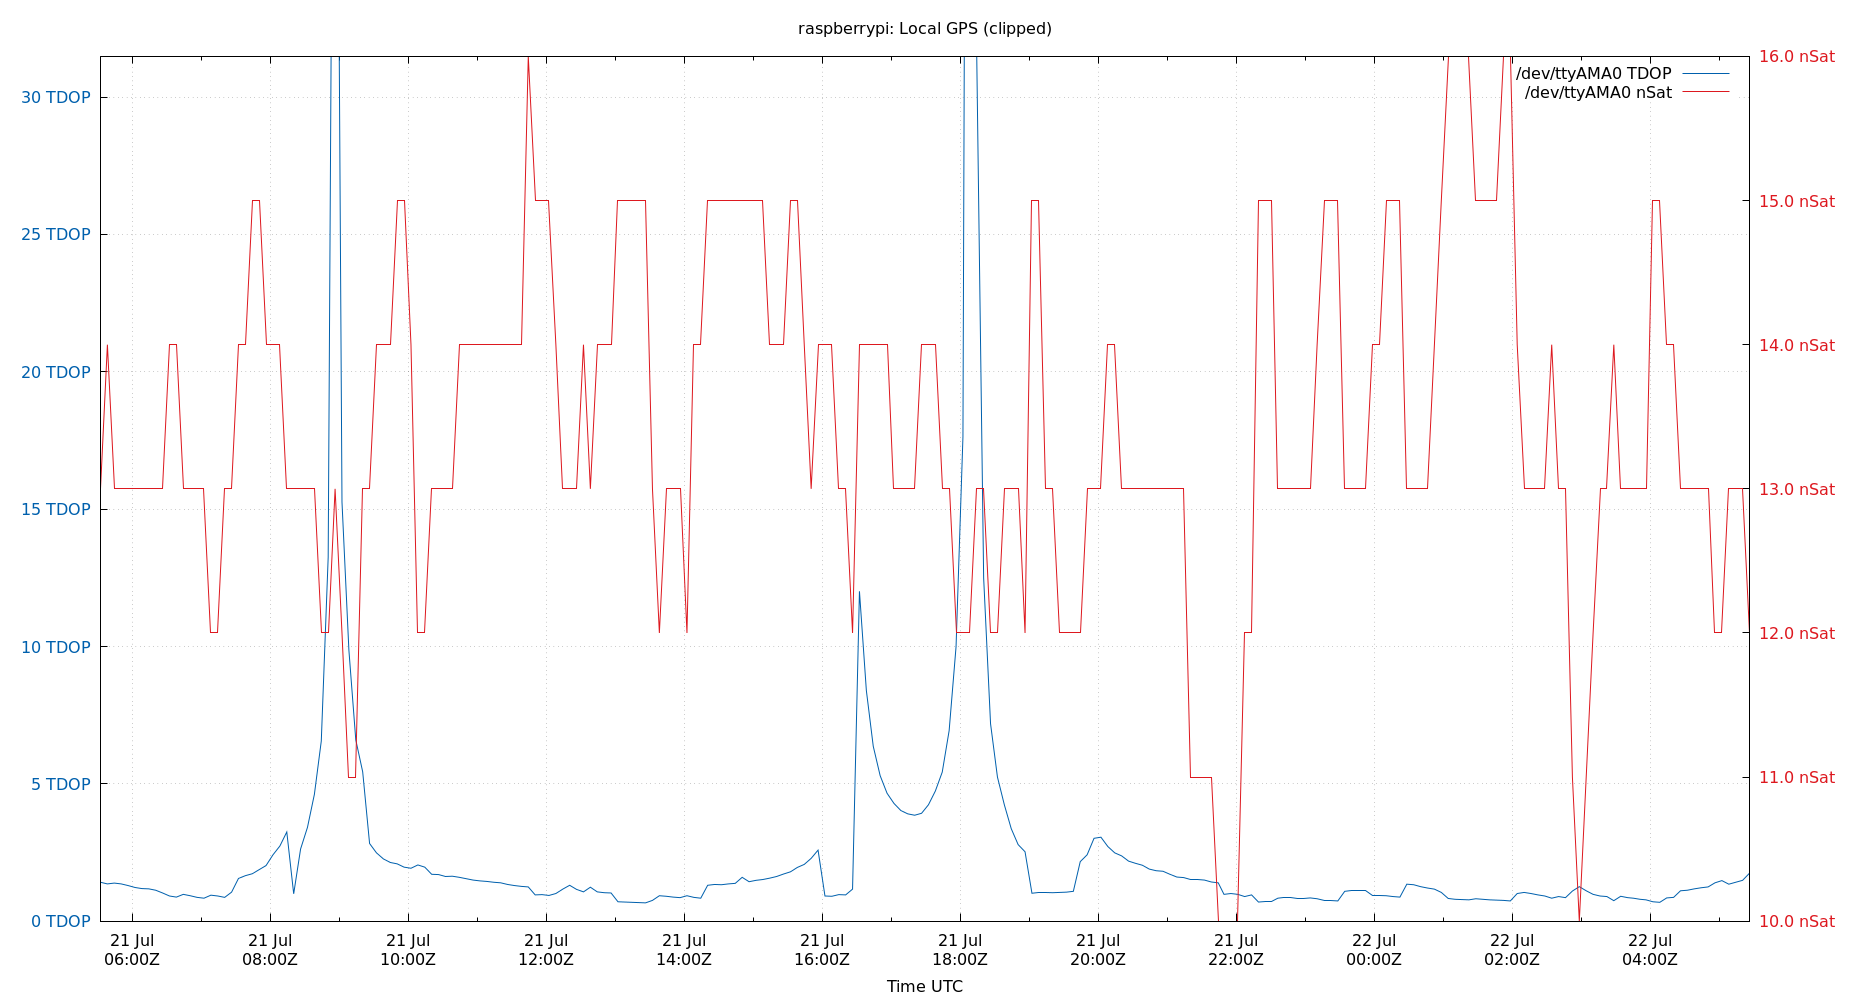 raspberrypi: Local GPS (clipped)
/dev/ttyAMA0 TDOP
/dev/ttyAMA0 nSat
30 TDOP
25 TDOP
20 TDOP
15 TDOP
10 TDOP
5 TDOP
0 TDOP
16.0 nSat
15.0 nSat
14.0 nSat
13.0 nSat
12.0 nSat
11.0 nSat
10.0 nSat
21 Jul 21 Jul 21 Jul 21 Jul 21 Jul 21 Jul 21 Jul 21 Jul 21 Jul 22 Jul 22 Jul 22 Jul
06:00Z 08:00Z 10:00Z 12:00Z 14:00Z 16:00Z 18:00Z 20:00Z 22:00Z 00:00Z 02:00Z 04:00Z
Time UTC